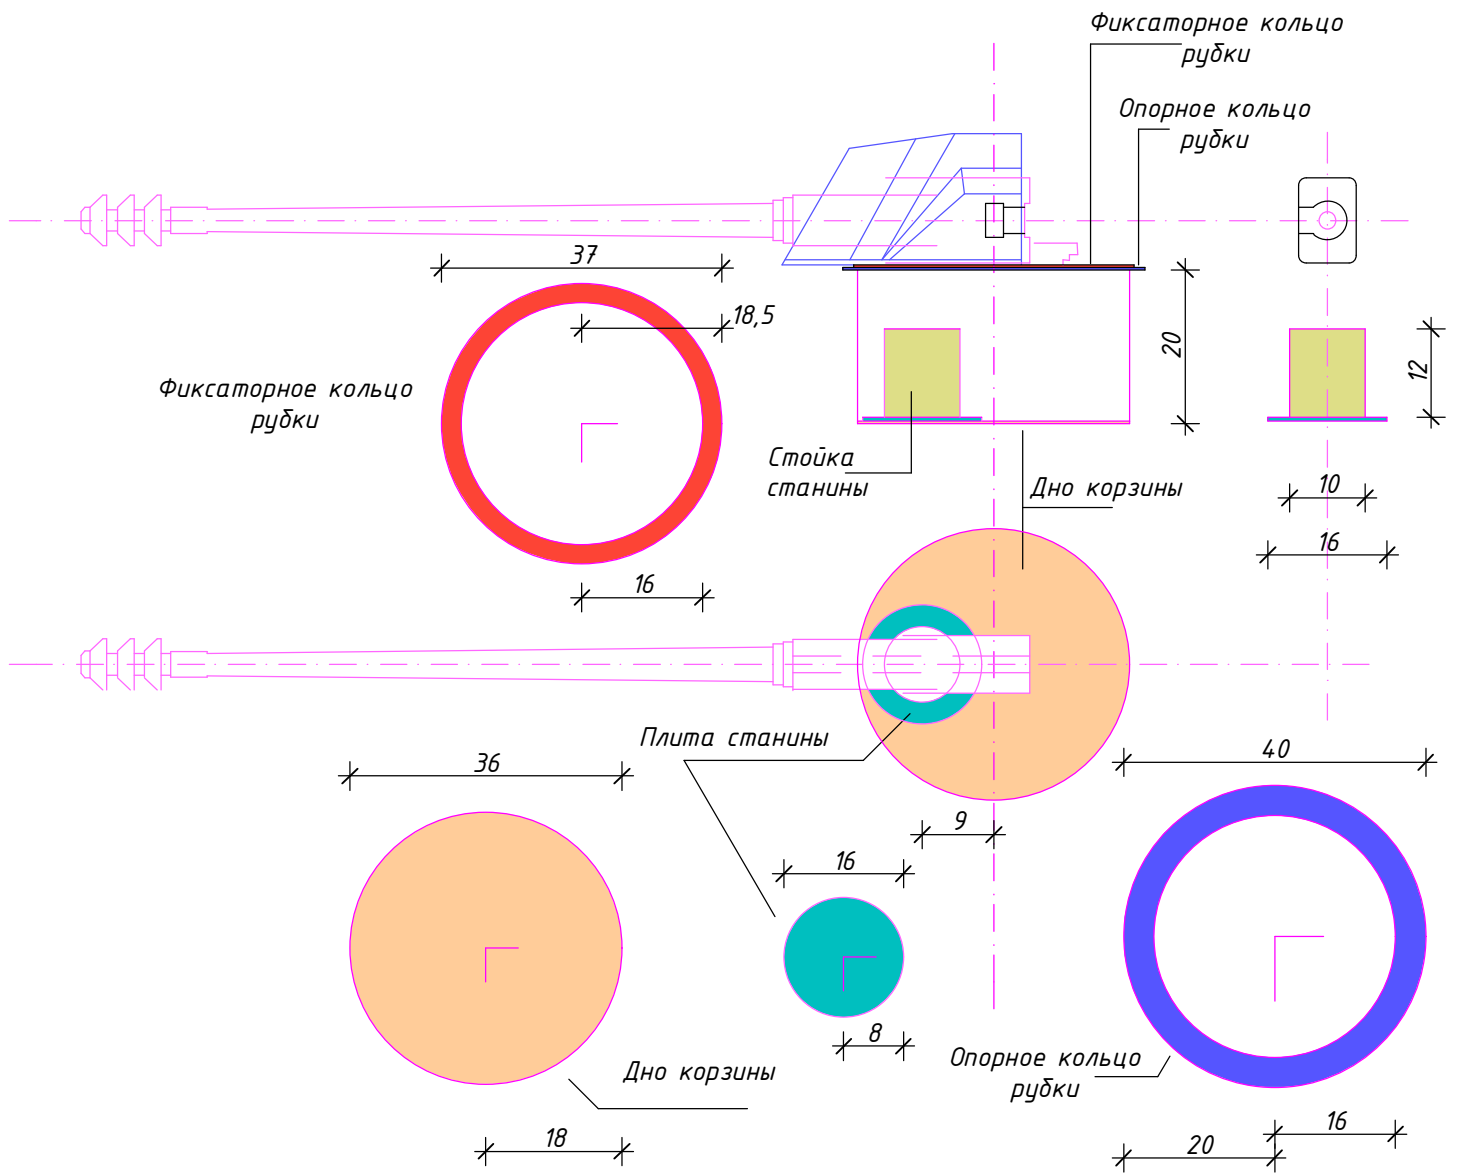 Фиксаторное кольцо
рубки
Опорное кольцо
рубки
37
18,5
20
12
Фиксаторное кольцо
рубки
Стойка
станины
Дно корзины
10
16
16
Плита станины
36
40
9
16
8
Опорное кольцо
рубки
Дно корзины
18
16
20